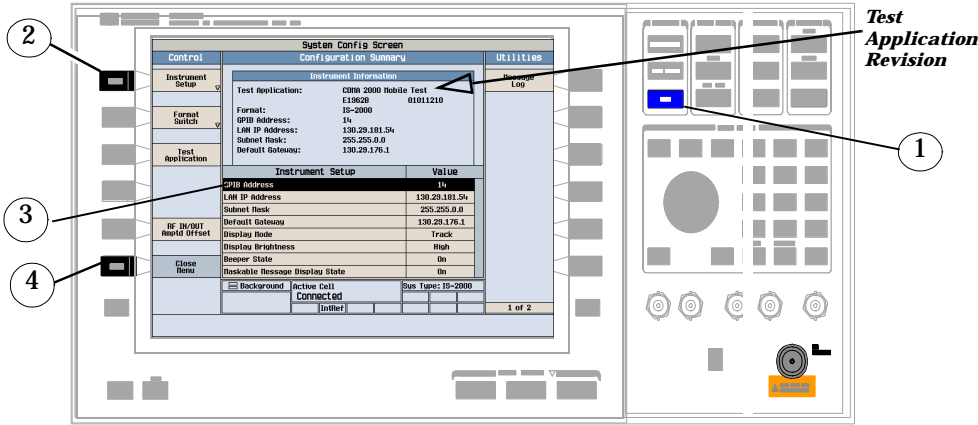 2
Test
Application
Revision
System Config Screen
Control
Configuration Summary
Utilities
Instrument
Setup
Instrument Information
Test Application: CDMA 2000 Mobile Test
E1962B 01011210
Format: IS-2000
GPIB Address: 14
LAN IP Address: 130.29.181.54
Subnet Mask: 255.255.0.0
Default Gateway: 130.29.176.1
Message
Log
Format
Switch
1
Test
Application
Instrument Setup Value
GPIB Address 14
LAN IP Address 130.29.181.54
Subnet Mask 255.255.0.0
Default Gateway 130.29.176.1
Display Mode Track
Display Brightness High
Beeper State On
Maskable Message Display State On
3
RF IN/OUT
Amptd Offset
4
Close
Menu
Background
Active Cell
Sys Type: IS-2000
Connected
IntRef
1 of 2